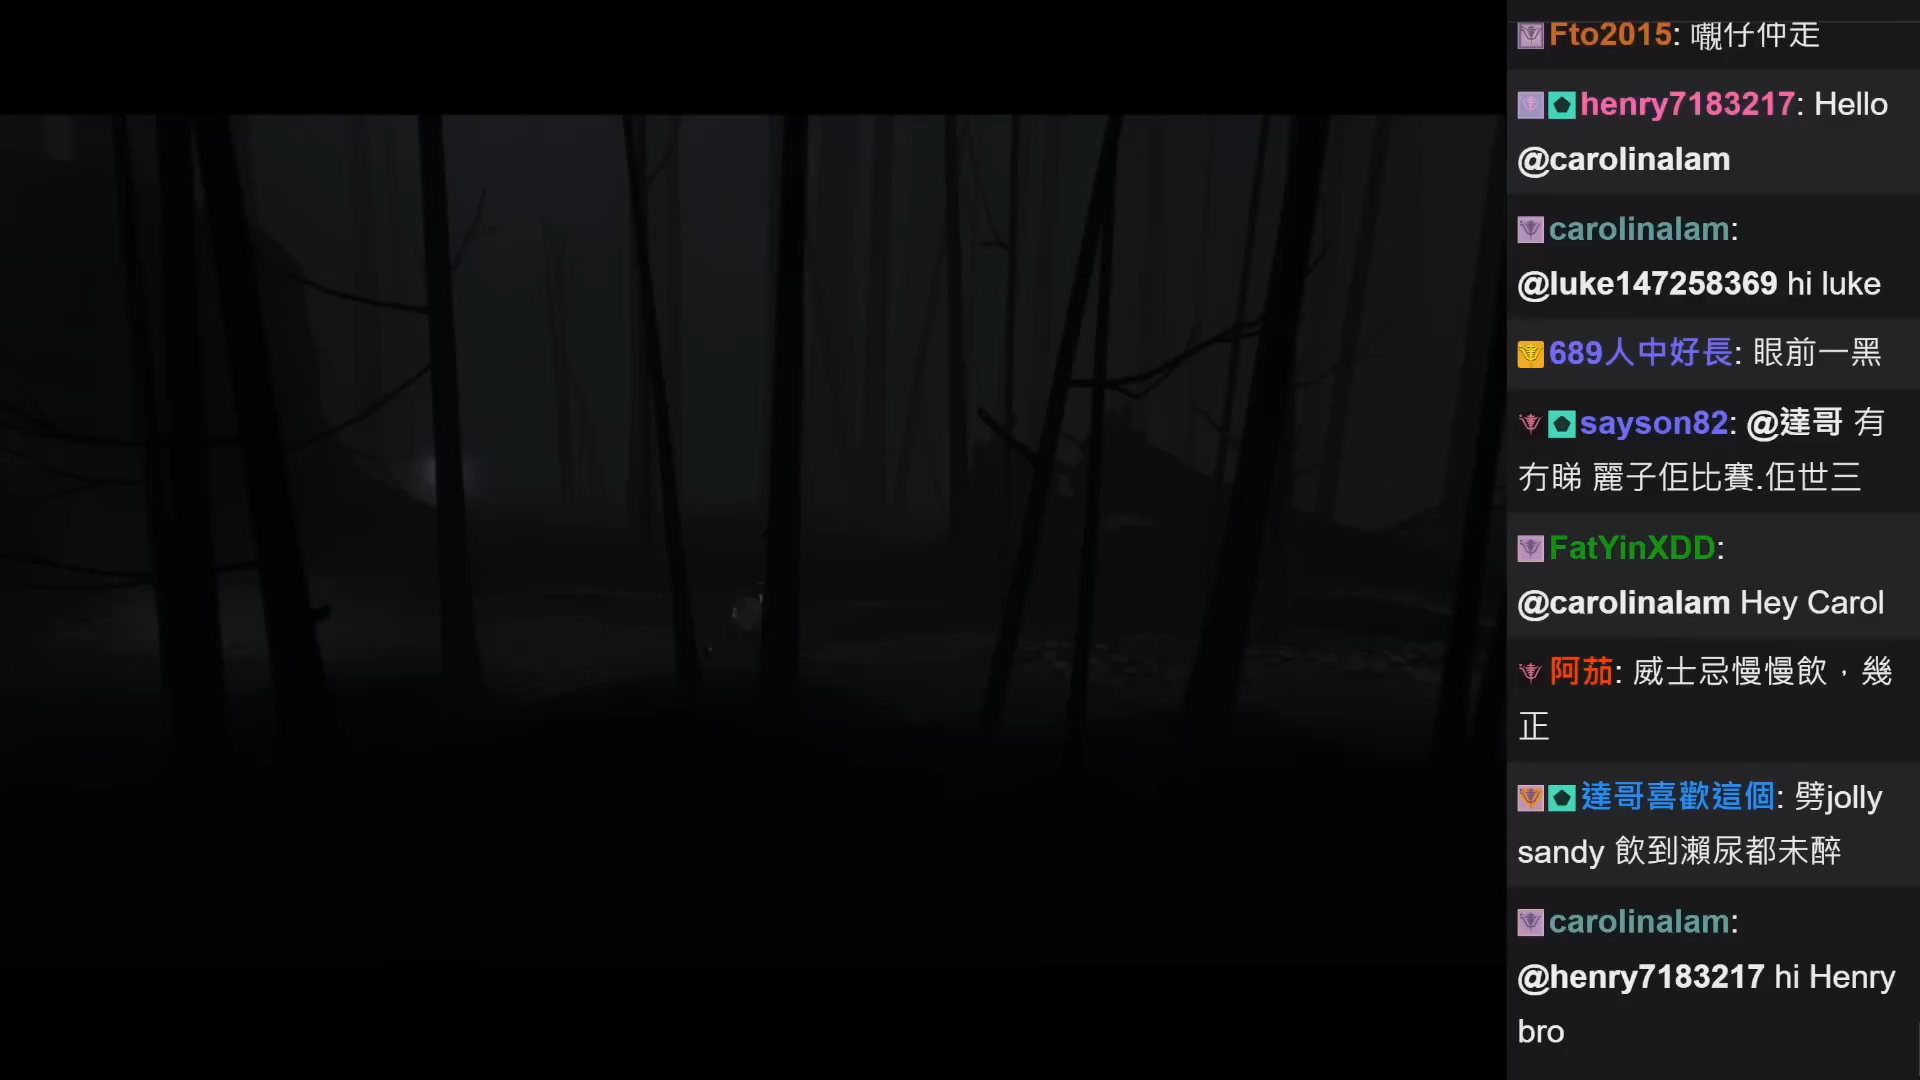 Fto2015: 嚫仔仲走
henry7183217: Hello
@carolinalam
carolinalam:
@luke147258369 hi luke
689人中好長: 眼前一黑
sayson82: @達哥 有
冇睇 麗子佢比賽.佢世三
FatYinXDD:
@carolinalam Hey Carol
阿茄: 威士忌慢慢飲，幾
正
達哥喜歡這個: 劈jolly
sandy 飲到瀨尿都未醉
carolinalam:
@henry7183217 hi Henry
bro